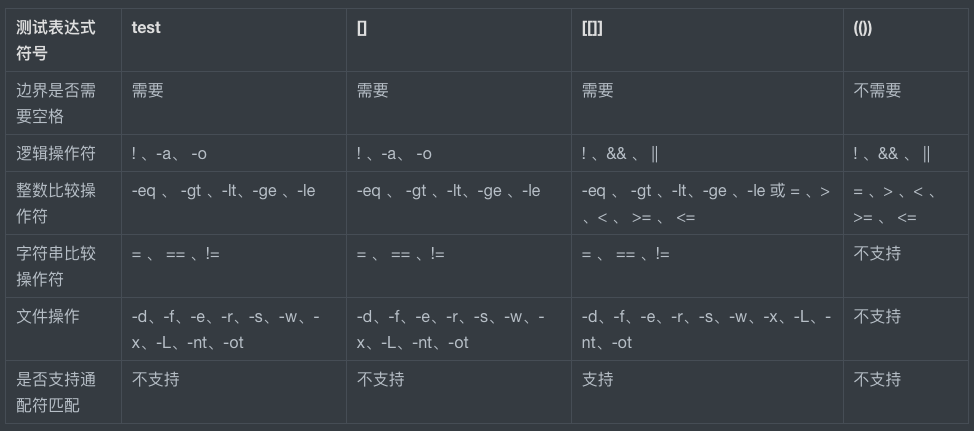 测试表达式符号 test [] [[]] (())
边界是否需要空格 需要 需要 需要 不需要
逻辑操作符 ! 、-a、 -o ! 、-a、 -o ! 、&& 、 || ! 、&& 、 ||
整数比较操作符 -eq 、 -gt 、-lt、-ge 、-le -eq 、 -gt 、-lt、-ge 、-le -eq 、 -gt 、-lt、-ge 、-le 或 = 、> 、< 、 >= 、 <= = 、> 、< 、 >= 、 <=
字符串比较操作符 = 、 == 、!= = 、 == 、!= = 、 == 、!= 不支持
文件操作 -d、-f、-e、-r、-s、-w、-x、-L、-nt、-ot -d、-f、-e、-r、-s、-w、-x、-L、-nt、-ot -d、-f、-e、-r、-s、-w、-x、-L、-nt、-ot 不支持
是否支持通配符匹配 不支持 不支持 支持 不支持